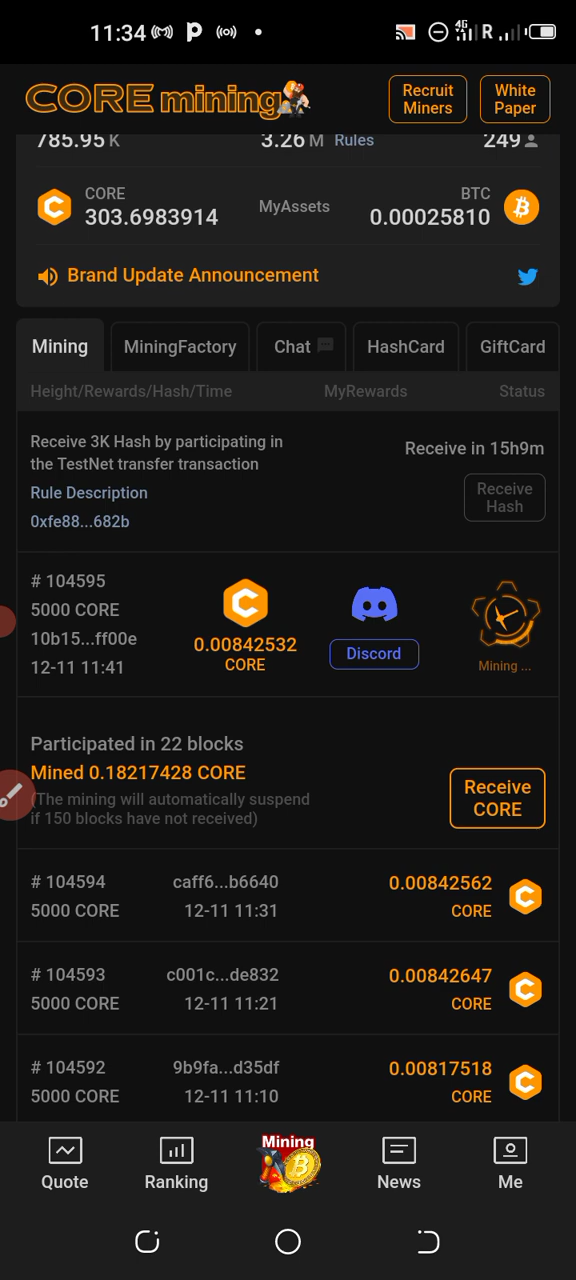 11:34
4G R
CORE mining
Recruit Miners
White Paper
785.95 K
3.26 M Rules
249
CORE
303.6983914
MyAssets
BTC
0.00025810
Brand Update Announcement
Mining
MiningFactory
Chat
HashCard
GiftCard
Height/Rewards/Hash/Time
MyRewards
Status
Receive 3K Hash by participating in
the TestNet transfer transaction
Rule Description
0xfe88...682b
Receive in 15h9m
Receive
Hash
# 104595
5000 CORE
10b15...ff00e
12-11 11:41
0.00842532
CORE
Discord
Mining ...
Participated in 22 blocks
Mined 0.18217428 CORE
(The mining will automatically suspend
if 150 blocks have not received)
Receive
CORE
# 104594 caff6...b6640 0.00842562
5000 CORE 12-11 11:31 CORE
# 104593 c001c...de832 0.00842647
5000 CORE 12-11 11:21 CORE
# 104592 9b9fa...d35df 0.00817518
5000 CORE 12-11 11:10 CORE
Mining
Quote
Ranking
News
Me